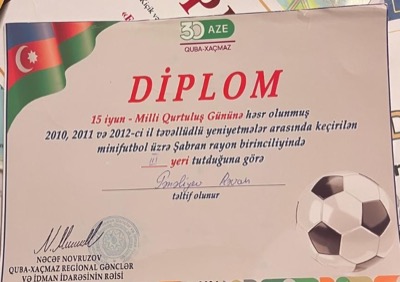 30 AZE
QUBA-XAÇMAZ
DİPLOM
15 iyun - Milli Qurtuluş Gününə həsr olunmuş
2010, 2011 və 2012-ci il təvəllüdlü yeniyetmələr arasında keçirilən
minifutbol üzrə Şabran rayon birinciliyində
III yeri tutduğuna görə
təltif olunur
NƏCƏF NOVRUZOV
QUBA-XAÇMAZ REGIONAL GƏNCLƏR
VƏ İDMAN İDARƏSİNİN RƏİSİ